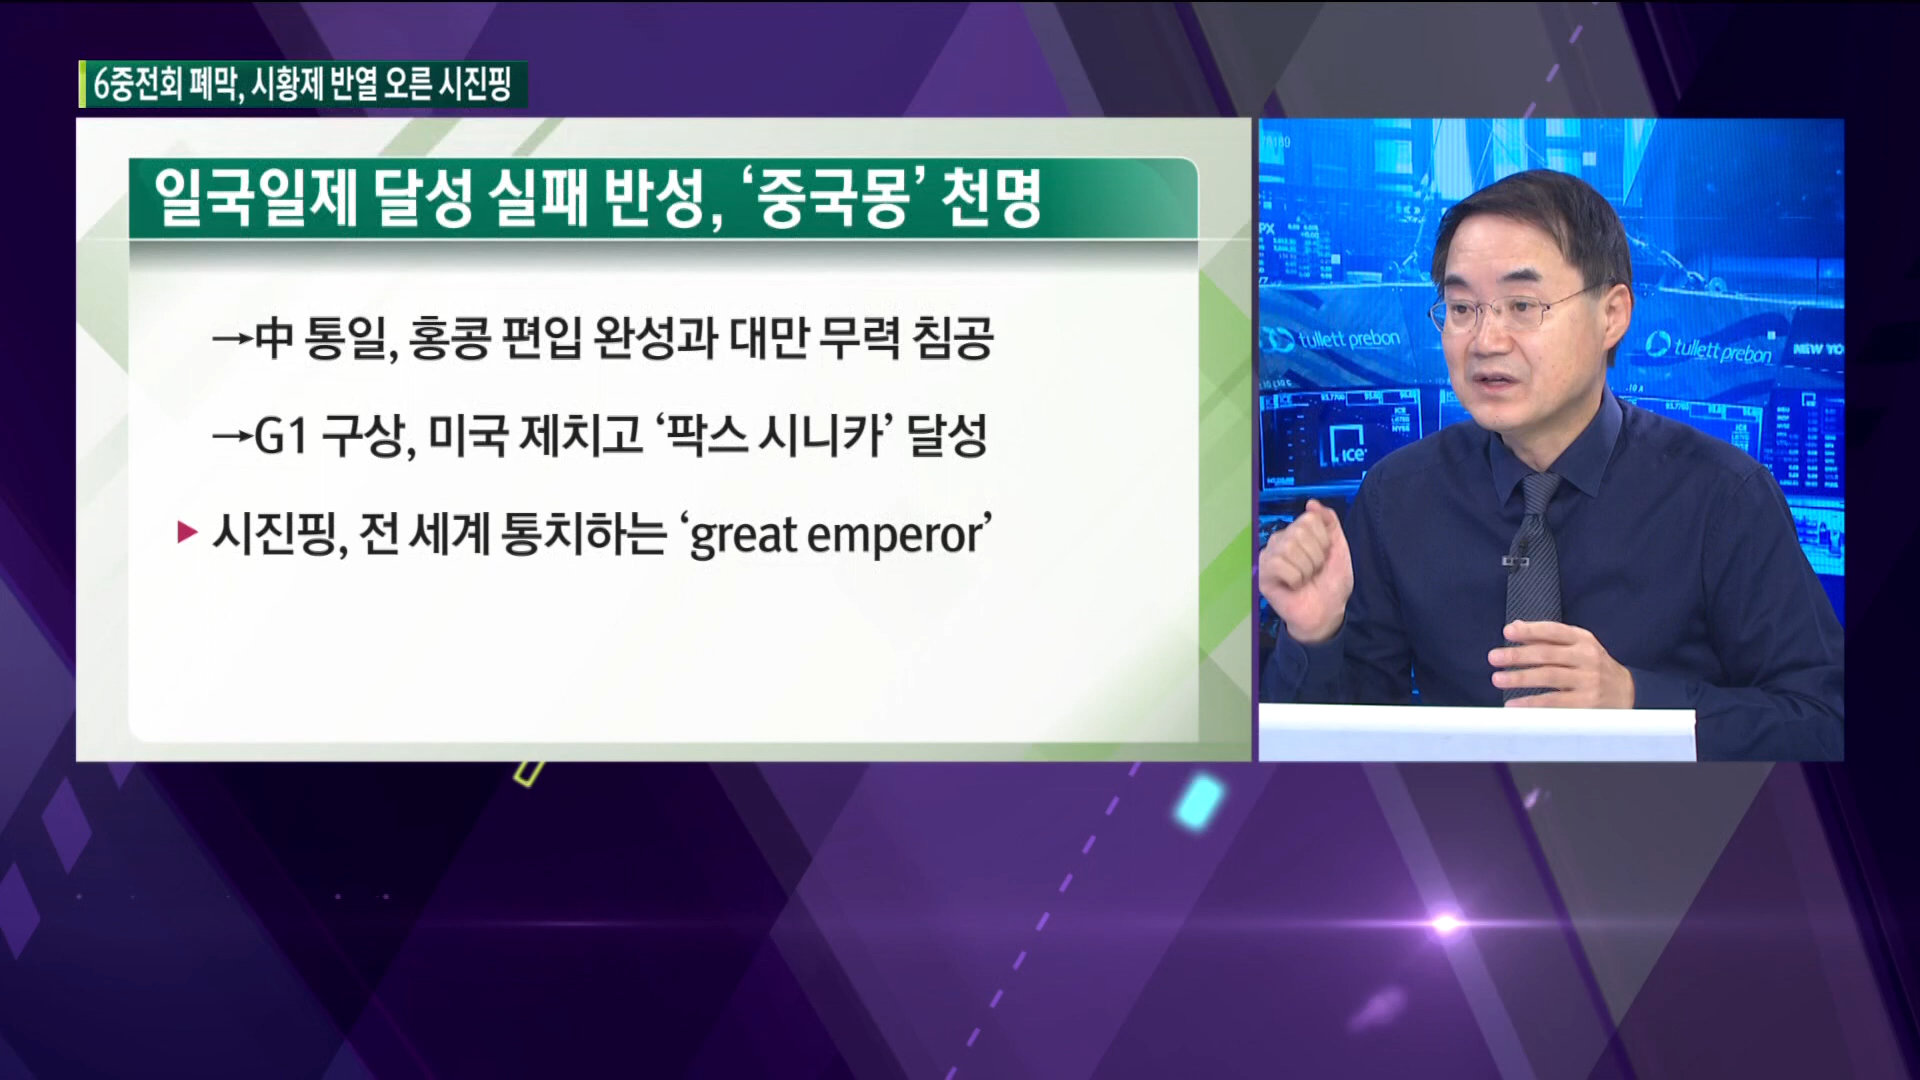 6중전회 폐막, 시황제 반열 오른 시진핑
일국일제 달성 실패 반성, ‘중국몽’ 천명
→中 통일, 홍콩 편입 완성과 대만 무력 침공
→G1 구상, 미국 제치고 ‘팍스 시니카’ 달성
▶ 시진핑, 전 세계 통치하는 ‘great emperor’
tullett prebon
tullett prebon
ice